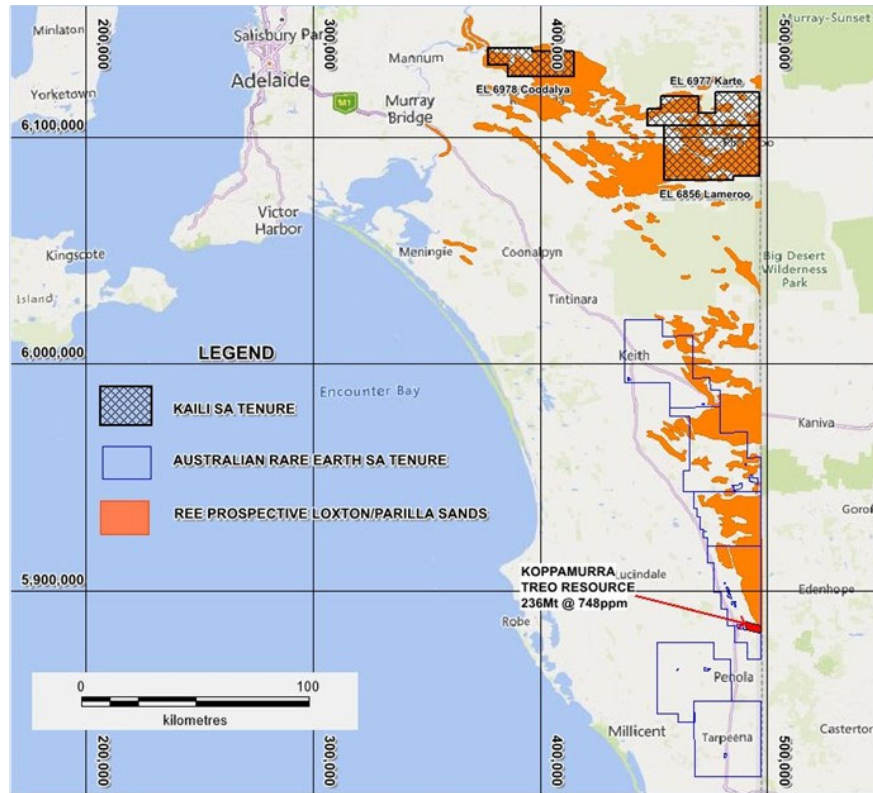 Minlaton
200,000
Salisbury Par
300,000
Mannum
400,000
500,000
Murray-Sunset
Adelaide
Yorketown
M1
EL 6978 Coodalya
EL 6977 Karte
Murray
Bridge
6,100,000
EL 6856 Lameroo
Victor
Harbor
Kingscote
Meningie
Coonalpyn
Big Desert
Wilderness
Park
Island
Tintinara
6,000,000
LEGEND
Keith
Encounter Bay
KAILI SA TENURE
Kaniva
AUSTRALIAN RARE EARTH SA TENURE
REE PROSPECTIVE LOXTON/PARILLA SANDS
Gorok
5,900,000
KOPPAMURRA
TREO RESOURCE
236Mt @ 748ppm
Lucindale
Edenhope
Robe
0
100
kilometres
Penola
Millicent
Tarpeena
Casterton
200,000
300,000
400,000
500,000